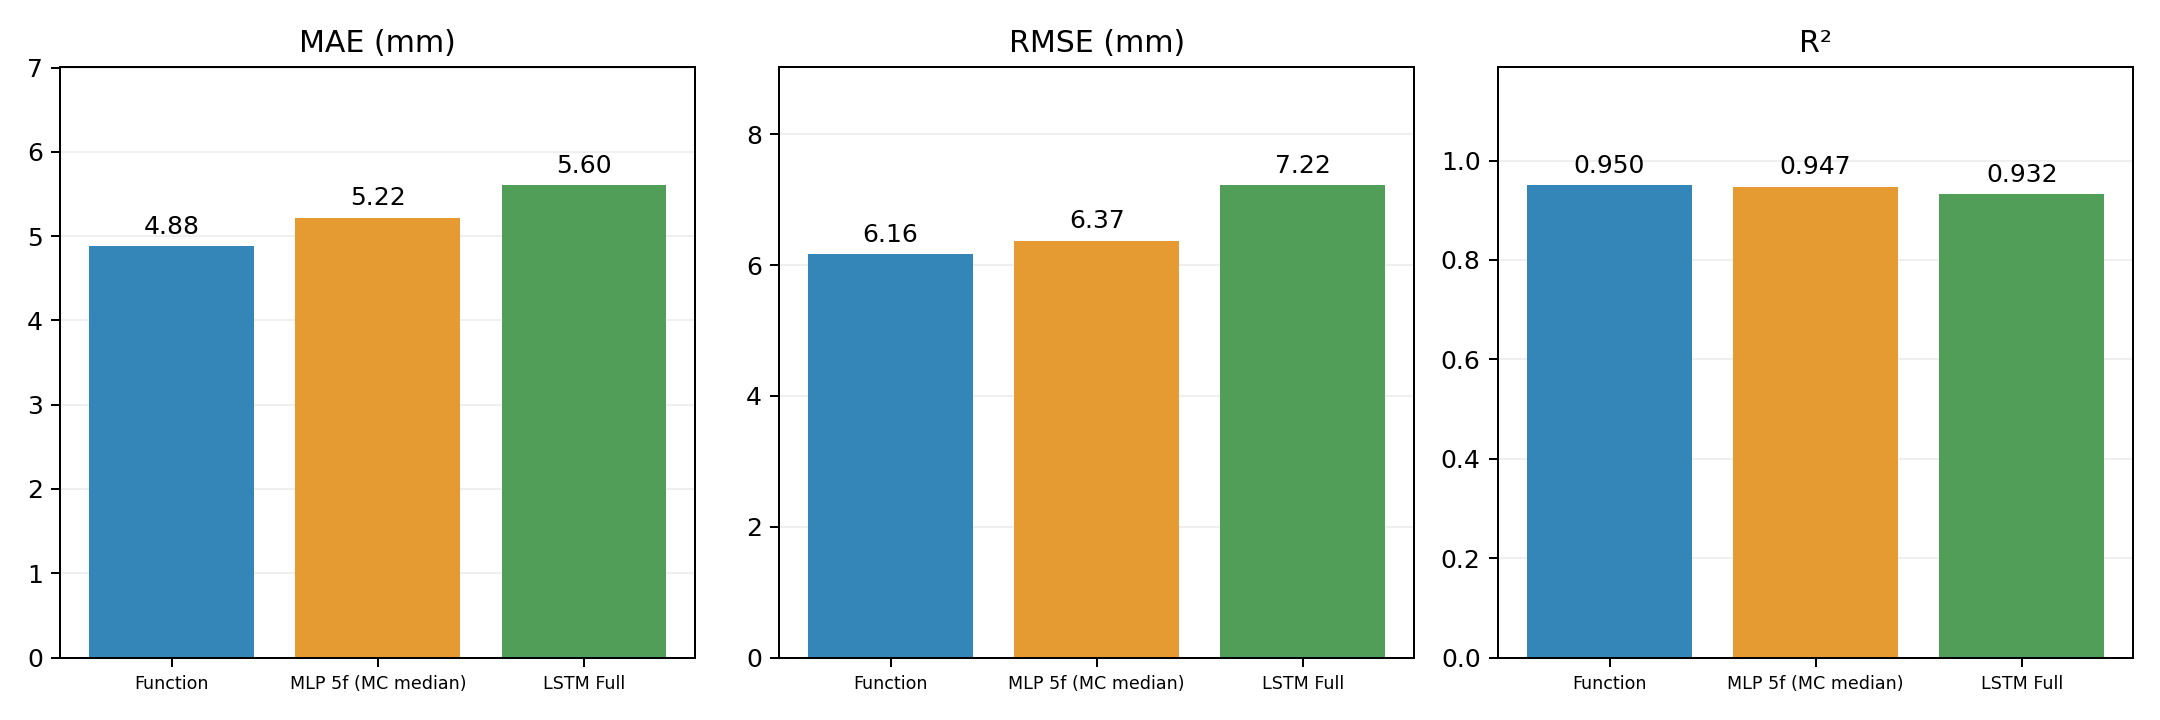 MAE (mm)
7
6
5
4
3
2
1
0
4.88
5.22
5.60
Function
MLP 5f (MC median)
LSTM Full
RMSE (mm)
8
6
4
2
0
6.16
6.37
7.22
Function
MLP 5f (MC median)
LSTM Full
R²
1.0
0.8
0.6
0.4
0.2
0.0
0.950
0.947
0.932
Function
MLP 5f (MC median)
LSTM Full